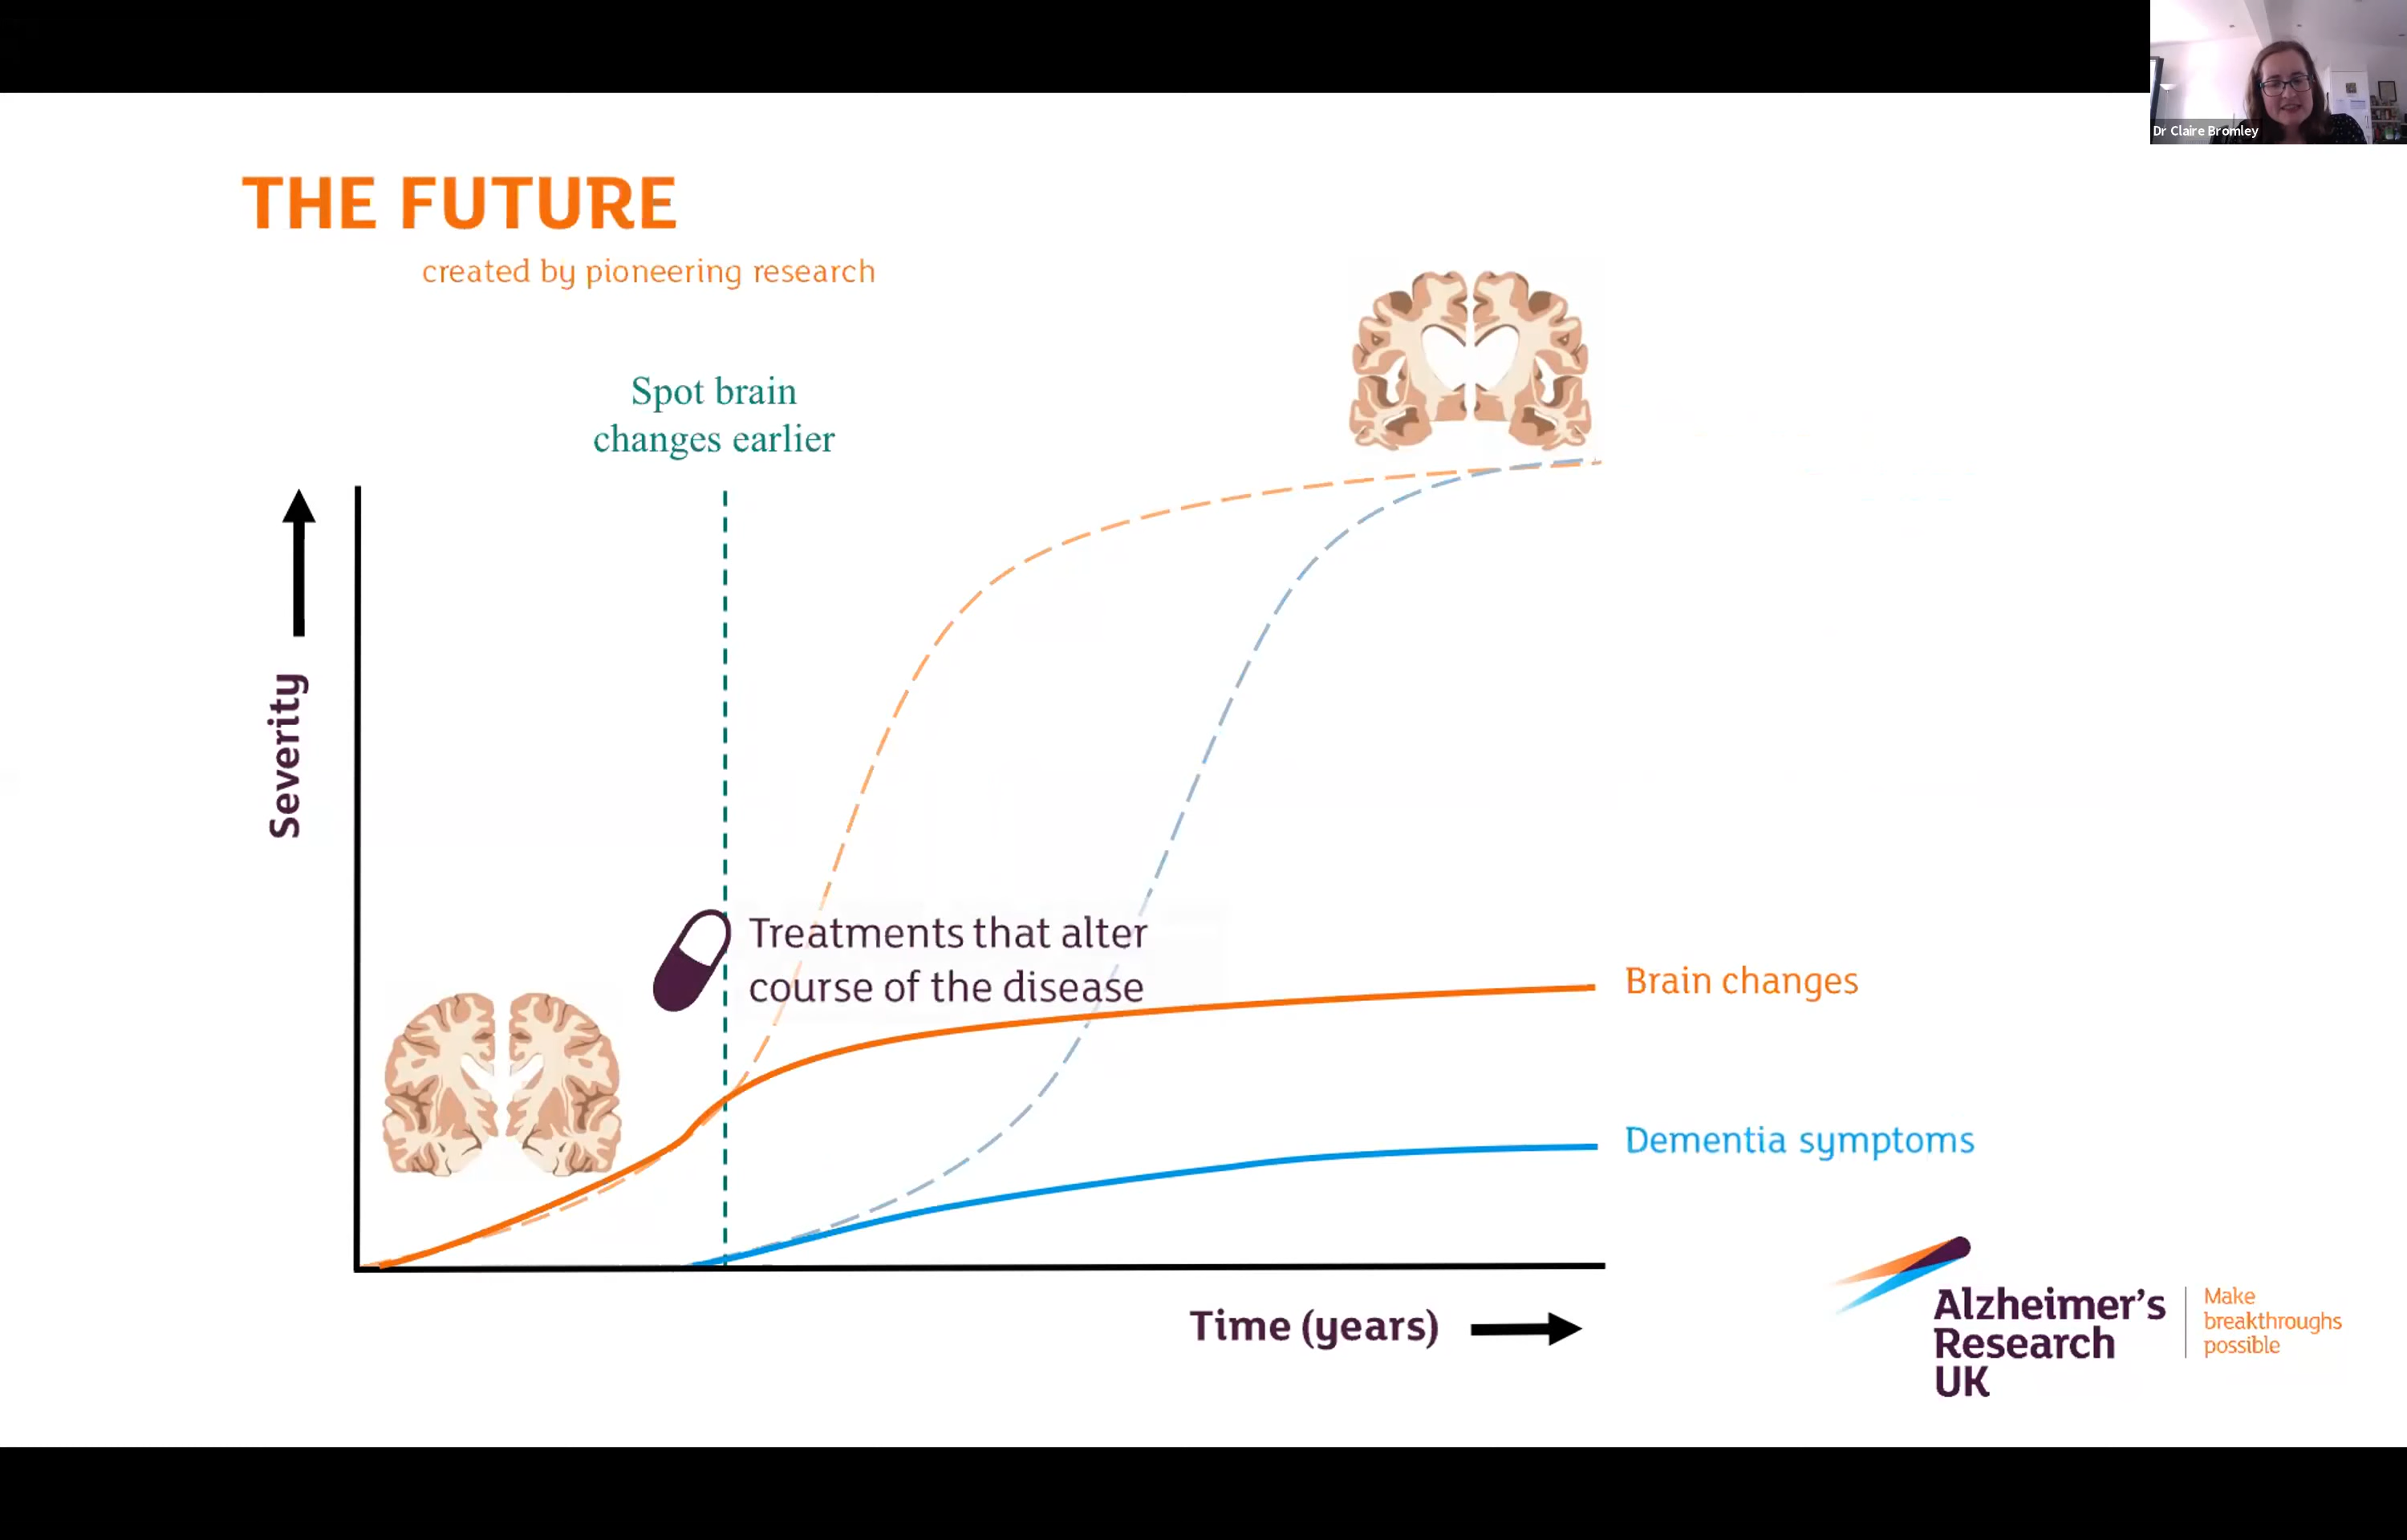 Dr Claire Bromley
THE FUTURE
created by pioneering research
Spot brain
changes earlier
Severity
Treatments that alter
course of the disease
Brain changes
Dementia symptoms
Time (years)
Alzheimer's
Research
UK
Make
breakthroughs
possible